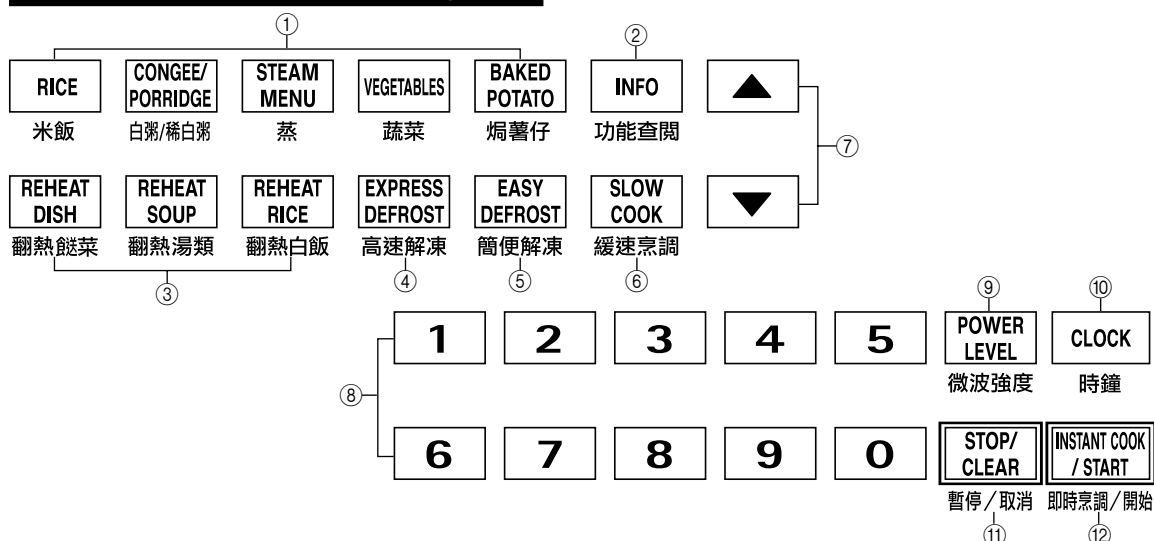 ① ②
RICE CONGEE/ PORRIDGE STEAM MENU VEGETABLES BAKED POTATO INFO ▲
米飯 白粥/稀白粥 蒸 蔬菜 焗薯仔 功能查閲
⑦
REHEAT DISH REHEAT SOUP REHEAT RICE EXPRESS DEFROST EASY DEFROST SLOW COOK ▼
翻熱餸菜 翻熱湯類 翻熱白飯 高速解凍 簡便解凍 緩速烹調
③ ④ ⑤ ⑥ ⑨ ⑩
1 2 3 4 5 POWER LEVEL CLOCK
微波強度 時鐘
⑧
6 7 8 9 0 STOP/ CLEAR INSTANT COOK / START
暫停/取消 即時烹調/開始
⑪ ⑫